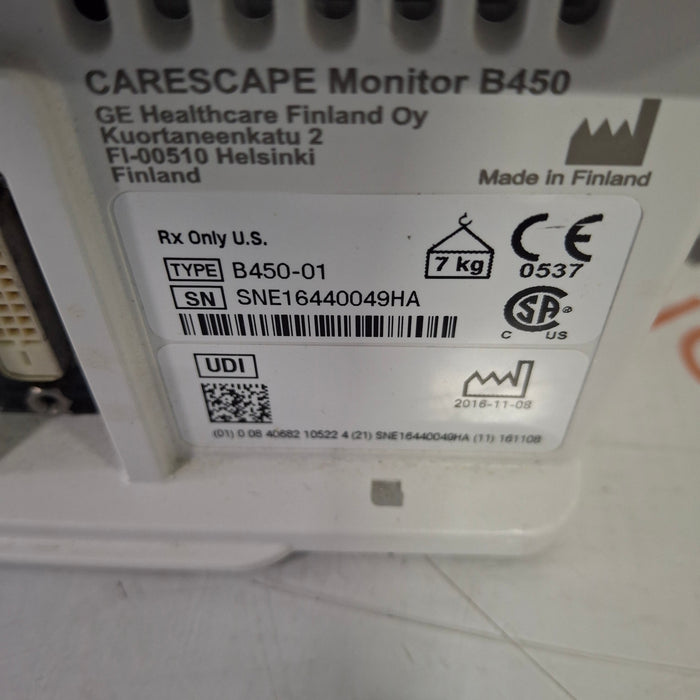 CARESCAPE Monitor B450
GE Healthcare Finland Oy
Kuortaneenkatu 2
FI-00510 Helsinki
Finland
Made in Finland
Rx Only U.S.
TYPE B450-01
7 kg
CE
0537
SN SNE16440049HA
SA ®
C US
UDI
2016-11-08
(01) 0 08 40682 10522 4 (21) SNE16440049HA (11) 161108